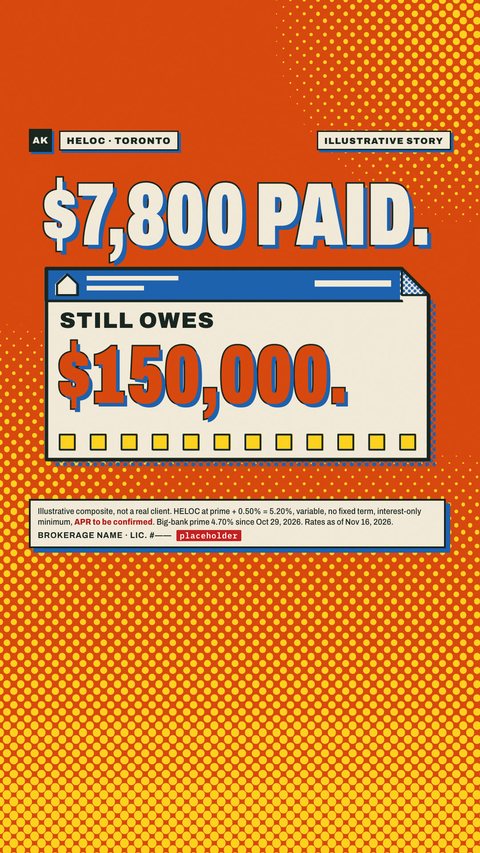 AK
HELOC · TORONTO
ILLUSTRATIVE STORY
$7,800 PAID.
STILL OWES
$150,000.
Illustrative composite, not a real client. HELOC at prime + 0.50% = 5.20%, variable, no fixed term, interest-only
minimum, APR to be confirmed. Big-bank prime 4.70% since Oct 29, 2026. Rates as of Nov 16, 2026.
BROKERAGE NAME · LIC. #—— placeholder